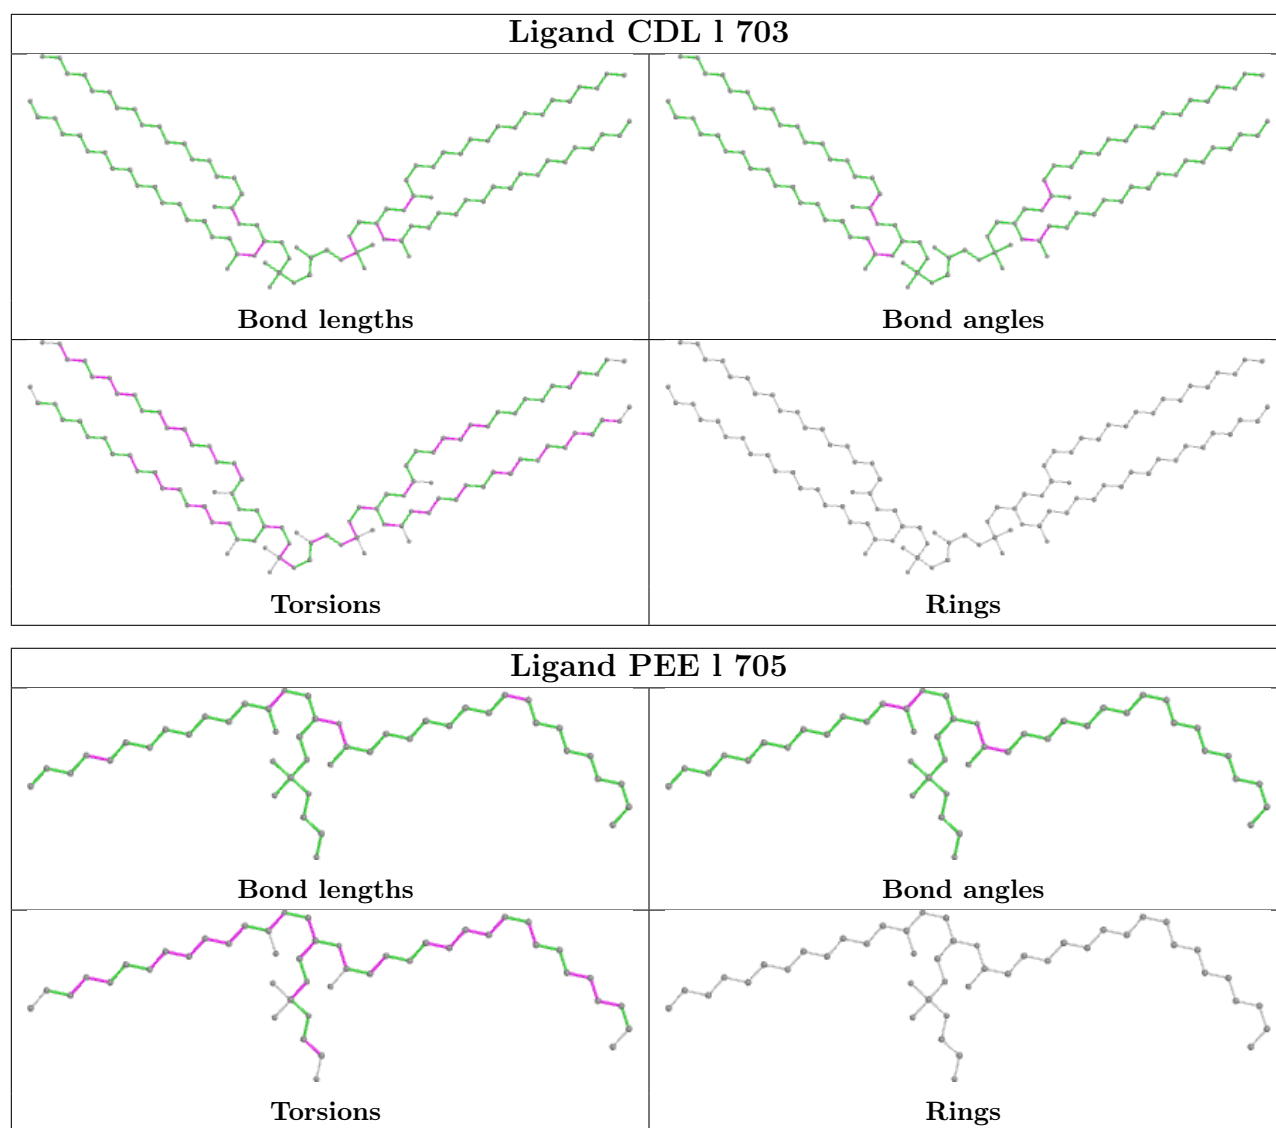 Ligand CDL l 703
Bond lengths
Bond angles
Torsions
Rings
Ligand PEE l 705
Bond lengths
Bond angles
Torsions
Rings